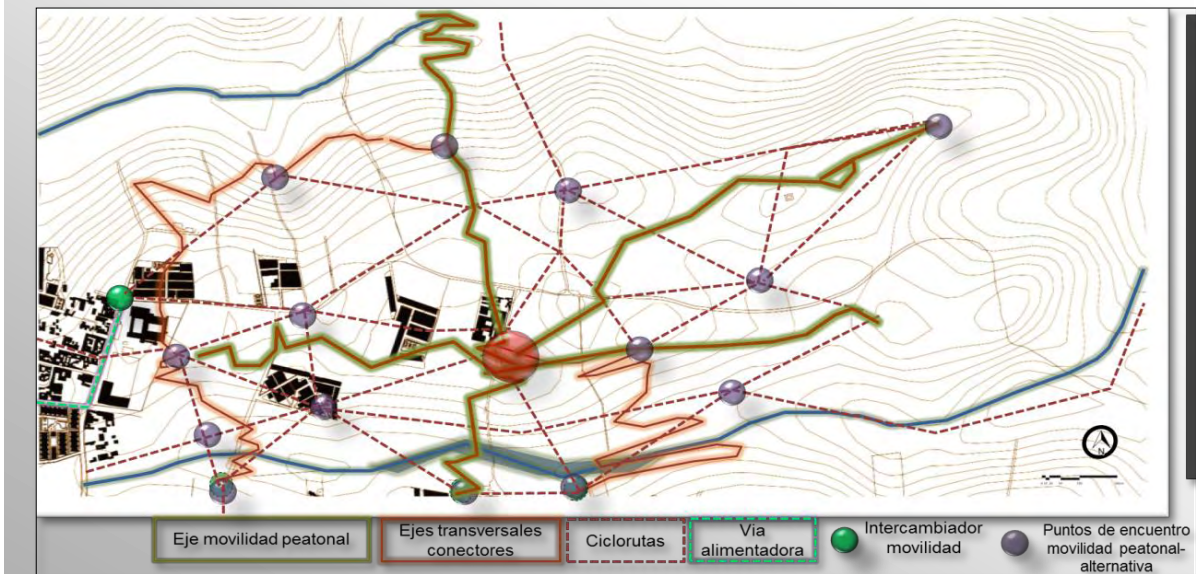 N
Eje movilidad peatonal
Ejes transversales
conectores
Ciclorutas
Via
alimentadora
Intercambiador
movilidad
Puntos de encuentro
movilidad peatonal-
alternativa